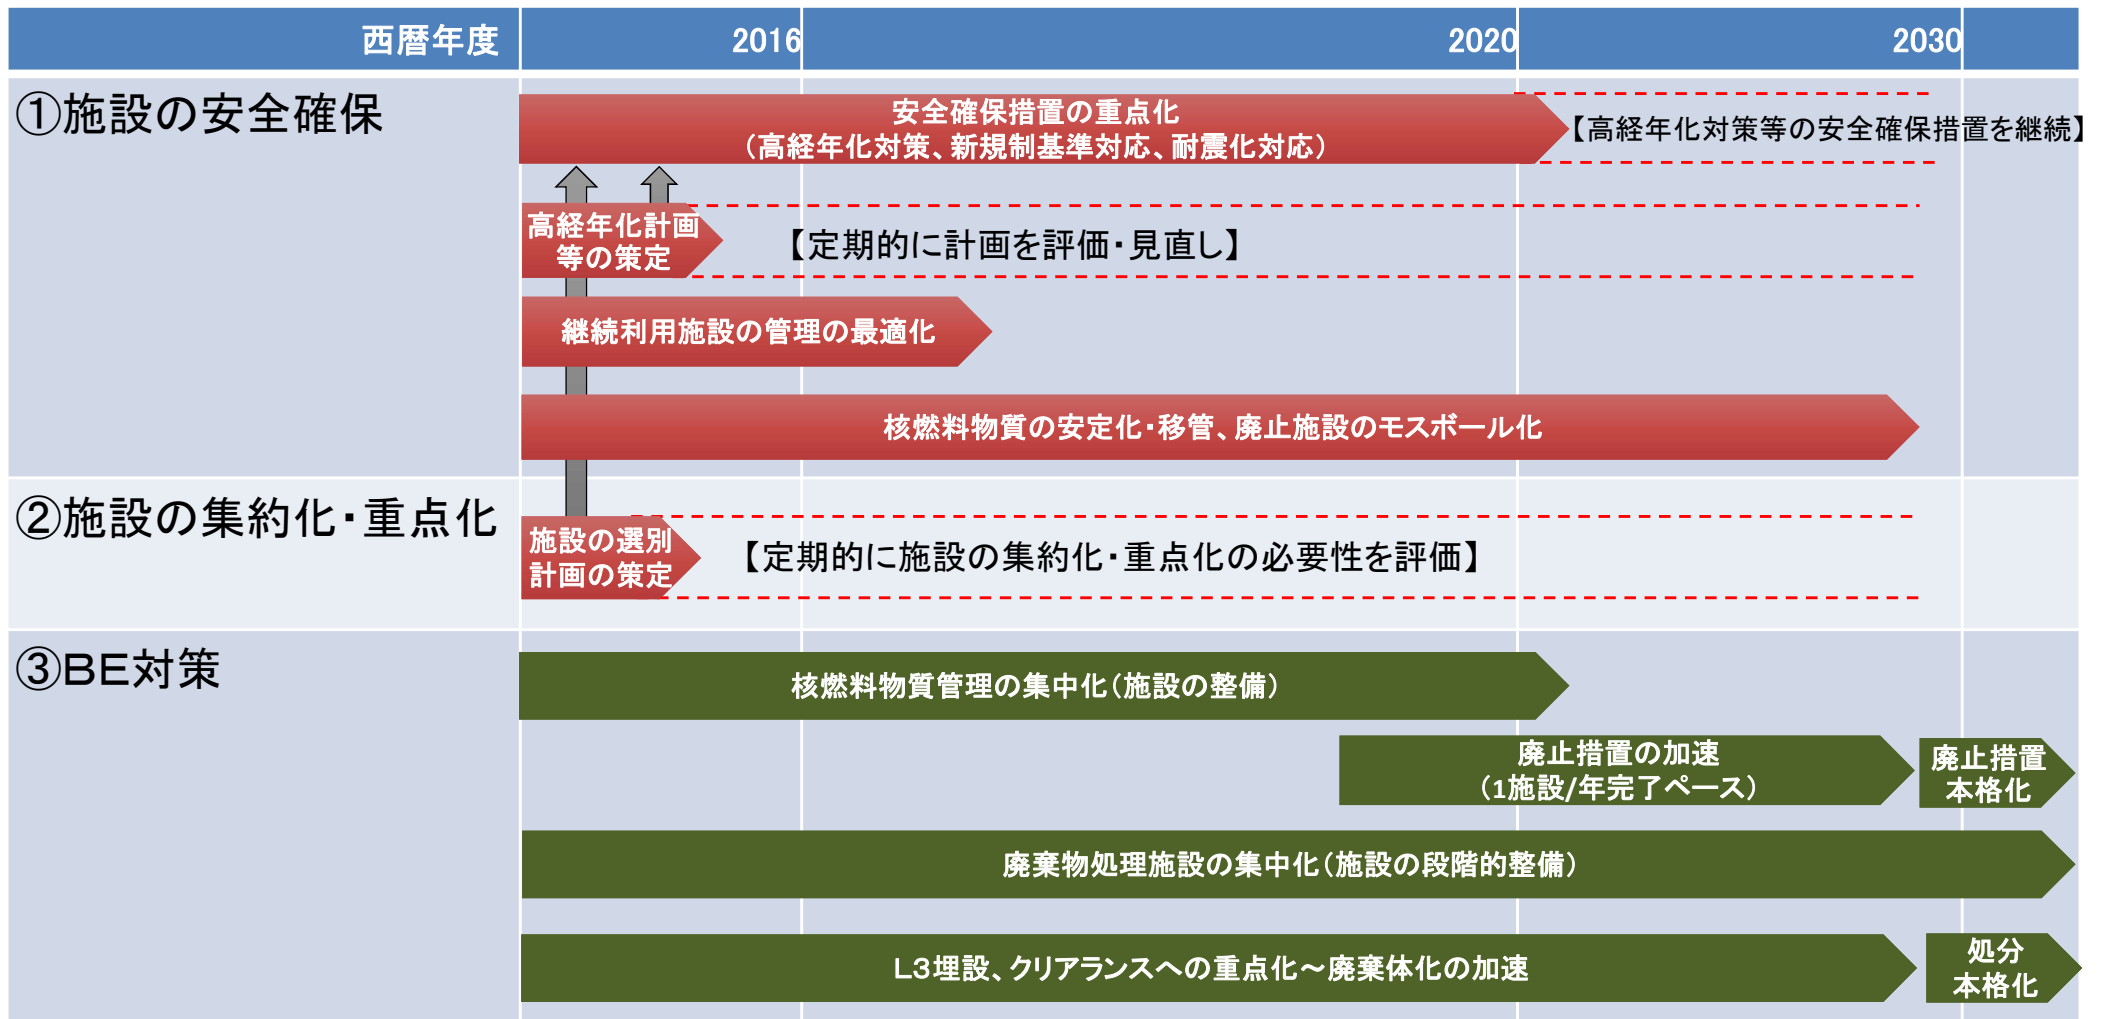 西暦年度
2016
2020
2030
①施設の安全確保
安全確保措置の重点化
（高経年化対策、新規制基準対応、耐震化対応）
【高経年化対策等の安全確保措置を継続】
高経年化計画
等の策定
【定期的に計画を評価・見直し】
継続利用施設の管理の最適化
核燃料物質の安定化・移管、廃止施設のモスボール化
②施設の集約化・重点化
施設の選別
計画の策定
【定期的に施設の集約化・重点化の必要性を評価】
③ＢＥ対策
核燃料物質管理の集中化（施設の整備）
廃止措置の加速
（1施設/年完了ペース）
廃止措置
本格化
廃棄物処理施設の集中化（施設の段階的整備）
Ｌ３埋設、クリアランスへの重点化～廃棄体化の加速
処分
本格化